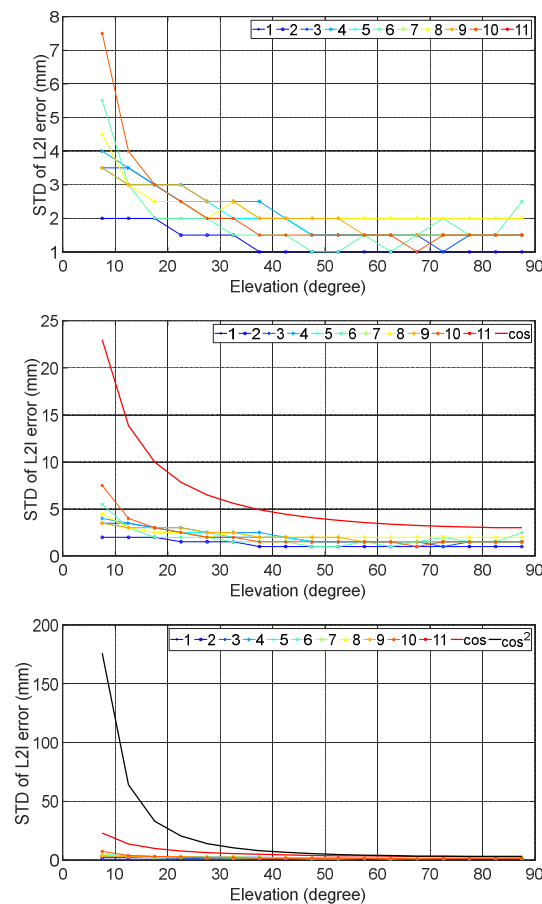 8
7
6
5
4
3
2
1
STD of L2I error (mm)
1 2 3 4 5 6 7 8 9 10 11
0 10 20 30 40 50 60 70 80 90
Elevation (degree)
25
20
15
10
5
0
STD of L2I error (mm)
1 2 3 4 5 6 7 8 9 10 11 cos
0 10 20 30 40 50 60 70 80 90
Elevation (degree)
200
150
100
50
0
STD of L2I error (mm)
1 2 3 4 5 6 7 8 9 10 11 cos cos²
0 10 20 30 40 50 60 70 80 90
Elevation (degree)